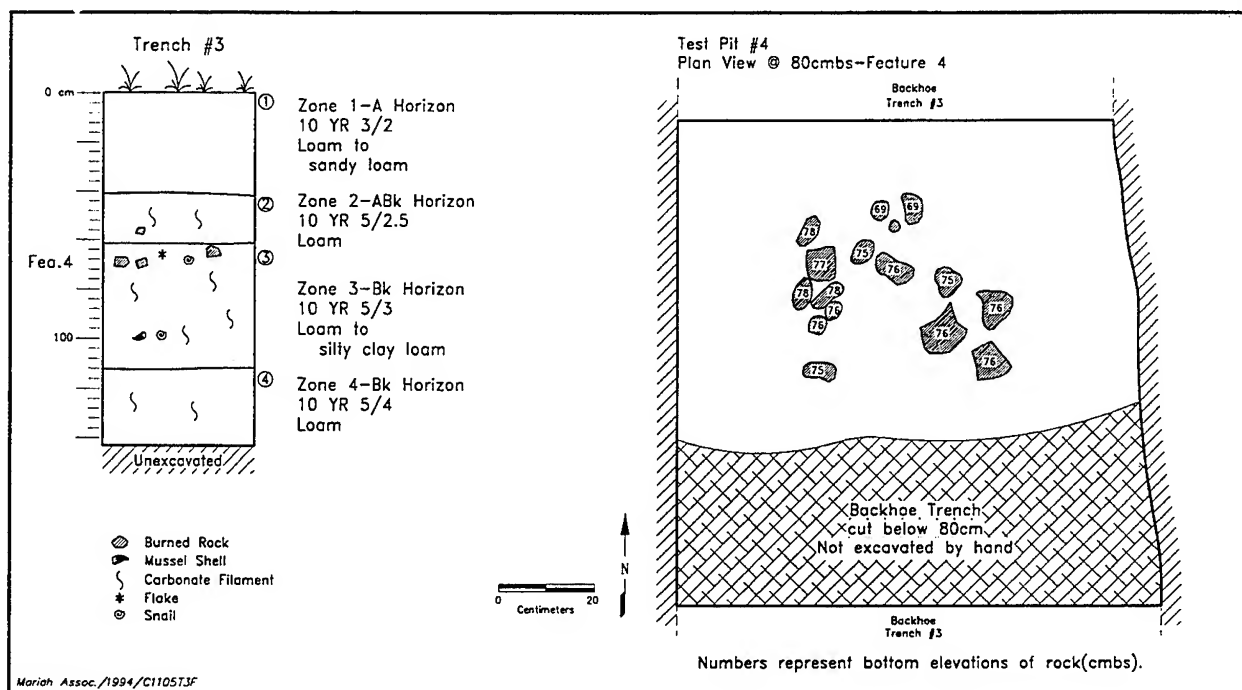 Trench #3
0 cm
Fea.4
100
①
Zone 1-A Horizon
10 YR 3/2
Loam to
sandy loam
②
Zone 2-ABk Horizon
10 YR 5/2.5
Loam
③
Zone 3-Bk Horizon
10 YR 5/3
Loam to
silty clay loam
④
Zone 4-Bk Horizon
10 YR 5/4
Loam
Unexcavated
Burned Rock
Mussel Shell
Carbonate Filament
Flake
Snail
Mariah Assoc./1994/C1105T3F
0 20
Centimeters
N
Test Pit #4
Plan View @ 80cmbs-Feature 4
Backhoe
Trench #3
69 69
78
75
77 76
75
78 78
76 76
76
76
76
75
Backhoe Trench
cut below 80cm
Not excavated by hand
Backhoe
Trench #3
Numbers represent bottom elevations of rock(cmbs).